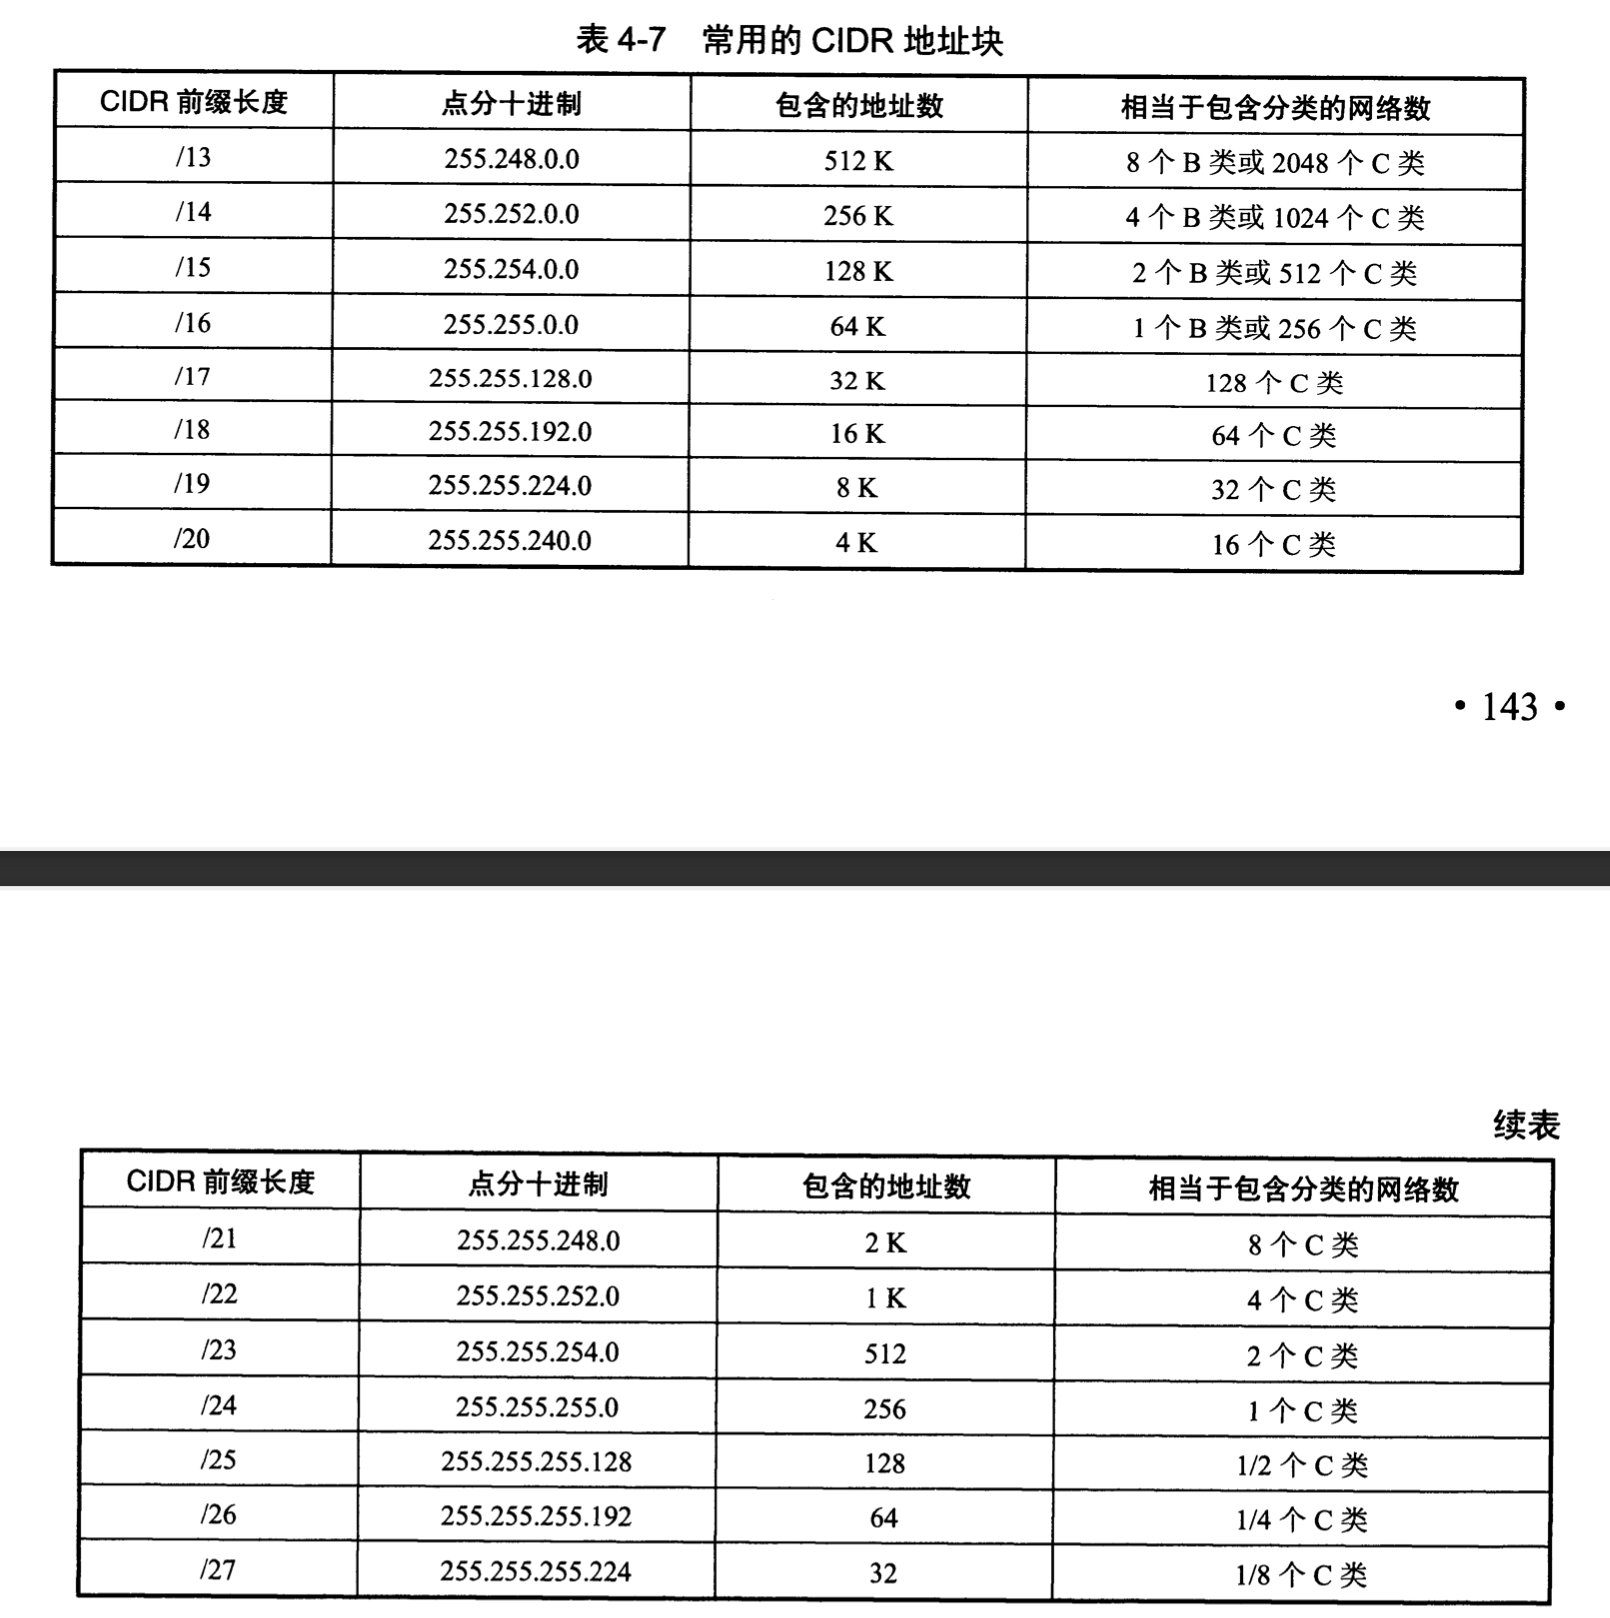 表 4-7 常用的 CIDR 地址块
CIDR 前缀长度 点分十进制 包含的地址数 相当于包含分类的网络数
/13 255.248.0.0 512 K 8 个 B 类或 2048 个 C 类
/14 255.252.0.0 256 K 4 个 B 类或 1024 个 C 类
/15 255.254.0.0 128 K 2 个 B 类或 512 个 C 类
/16 255.255.0.0 64 K 1 个 B 类或 256 个 C 类
/17 255.255.128.0 32 K 128 个 C 类
/18 255.255.192.0 16 K 64 个 C 类
/19 255.255.224.0 8 K 32 个 C 类
/20 255.255.240.0 4 K 16 个 C 类
• 143 •
续表
CIDR 前缀长度 点分十进制 包含的地址数 相当于包含分类的网络数
/21 255.255.248.0 2 K 8 个 C 类
/22 255.255.252.0 1 K 4 个 C 类
/23 255.255.254.0 512 2 个 C 类
/24 255.255.255.0 256 1 个 C 类
/25 255.255.255.128 128 1/2 个 C 类
/26 255.255.255.192 64 1/4 个 C 类
/27 255.255.255.224 32 1/8 个 C 类